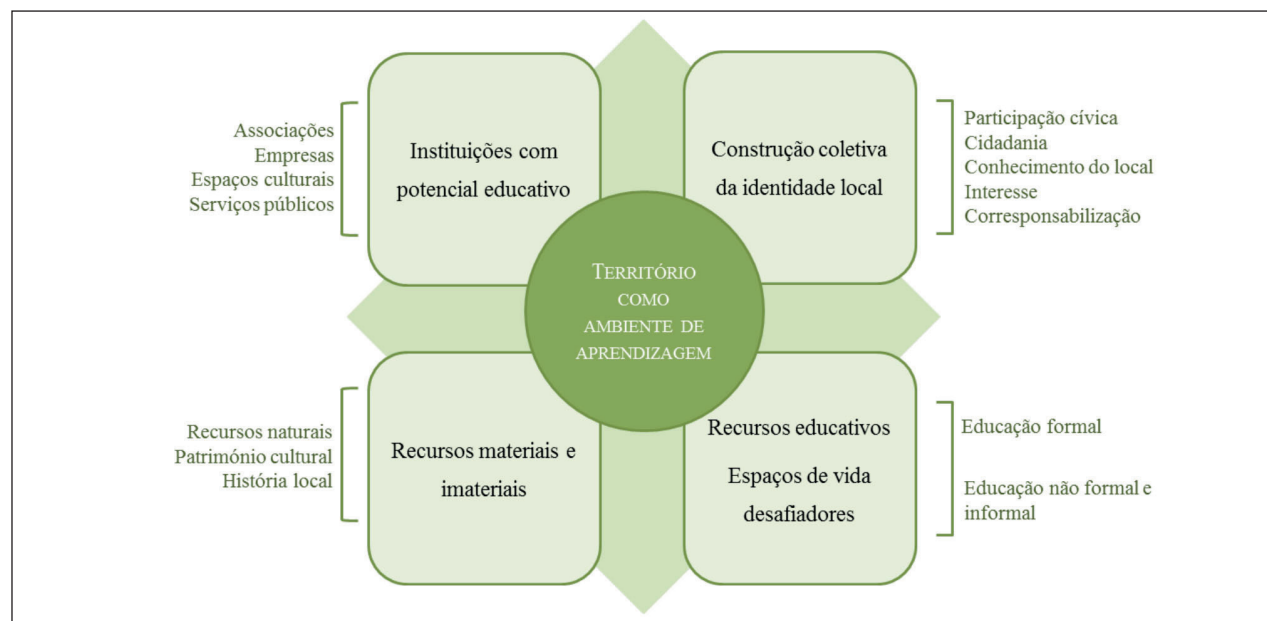 Associações
Empresas
Espaços culturais
Serviços públicos
Instituições com
potencial educativo
Construção coletiva
da identidade local
Participação cívica
Cidadania
Conhecimento do local
Interesse
Corresponsabilização
TERRITÓRIO
COMO
AMBIENTE DE
APRENDIZAGEM
Recursos naturais
Património cultural
História local
Recursos materiais e
imateriais
Recursos educativos
Espaços de vida
desafiadores
Educação formal
Educação não formal e
informal